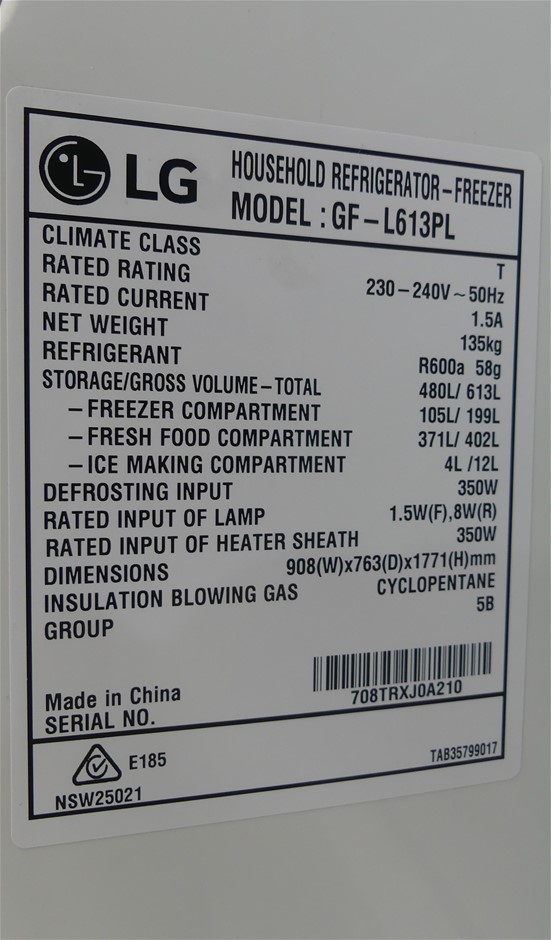 LG
HOUSEHOLD REFRIGERATOR–FREEZER
MODEL : GF–L613PL
CLIMATE CLASS T
RATED RATING 230–240V ~ 50Hz
RATED CURRENT 1.5A
NET WEIGHT 135kg
REFRIGERANT R600a 58g
STORAGE/GROSS VOLUME–TOTAL 480L/ 613L
–FREEZER COMPARTMENT 105L/ 199L
–FRESH FOOD COMPARTMENT 371L/ 402L
–ICE MAKING COMPARTMENT 4L /12L
DEFROSTING INPUT 350W
RATED INPUT OF LAMP 1.5W(F),8W(R)
RATED INPUT OF HEATER SHEATH 350W
DIMENSIONS 908(W)x763(D)x1771(H)mm
INSULATION BLOWING GAS CYCLOPENTANE
GROUP 5B
Made in China
SERIAL NO. 708TRXJ0A210
E185
NSW25021
TAB35799017